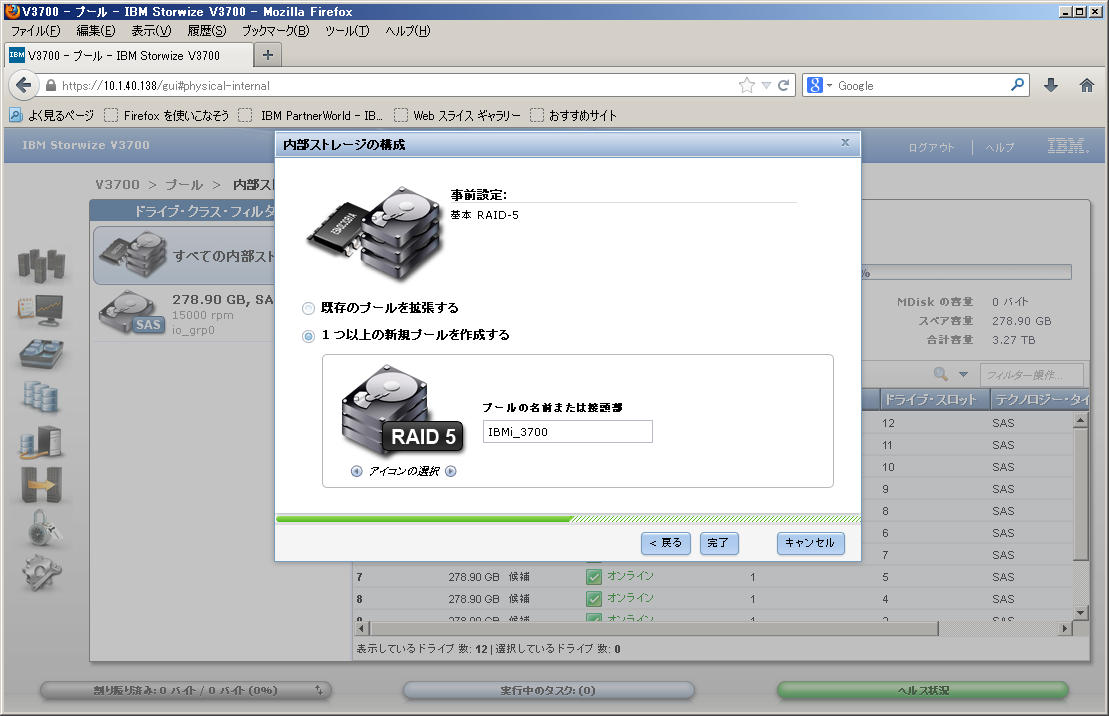 V3700 - プール - IBM Storwize V3700 - Mozilla Firefox
ファイル(F) 編集(E) 表示(V) 履歴(S) ブックマーク(B) ツール(T) ヘルプ(H)
IBM V3700 - プール - IBM Storwize V3700
https://10.1.40.138/gui#physical-internal
Google
よく見るページ Firefox を使いこなそう IBM PartnerWorld - IB... Web スライス ギャラリー おすすめサイト
IBM Storwize V3700
ログアウト ヘルプ IBM.
V3700 > プール > 内部ス
ドライブ・クラス・フィルタ
すべての内部スト
278.90 GB, SA
15000 rpm
io_grp0
SAS
内部ストレージの構成
事前設定:
基本 RAID-5
既存のプールを拡張する
1 つ以上の新規プールを作成する
RAID 5
アイコンの選択
プールの名前または接頭部
IBMi_3700
< 戻る 完了 キャンセル
%
MDisk の容量 0 バイト
スペア容量 278.90 GB
合計容量 3.27 TB
フィルター操作...
ドライブ・スロット テクノロジー・タイ
12 SAS
11 SAS
10 SAS
9 SAS
8 SAS
6 SAS
7 SAS
7 278.90 GB 候補 オンライン 1 5 SAS
8 278.90 GB 候補 オンライン 1 4 SAS
表示しているドライブ 数: 12 | 選択しているドライブ 数: 0
割り振り済み: 0 バイト / 0 バイト (0%)
実行中のタスク: (0)
ヘルス状況